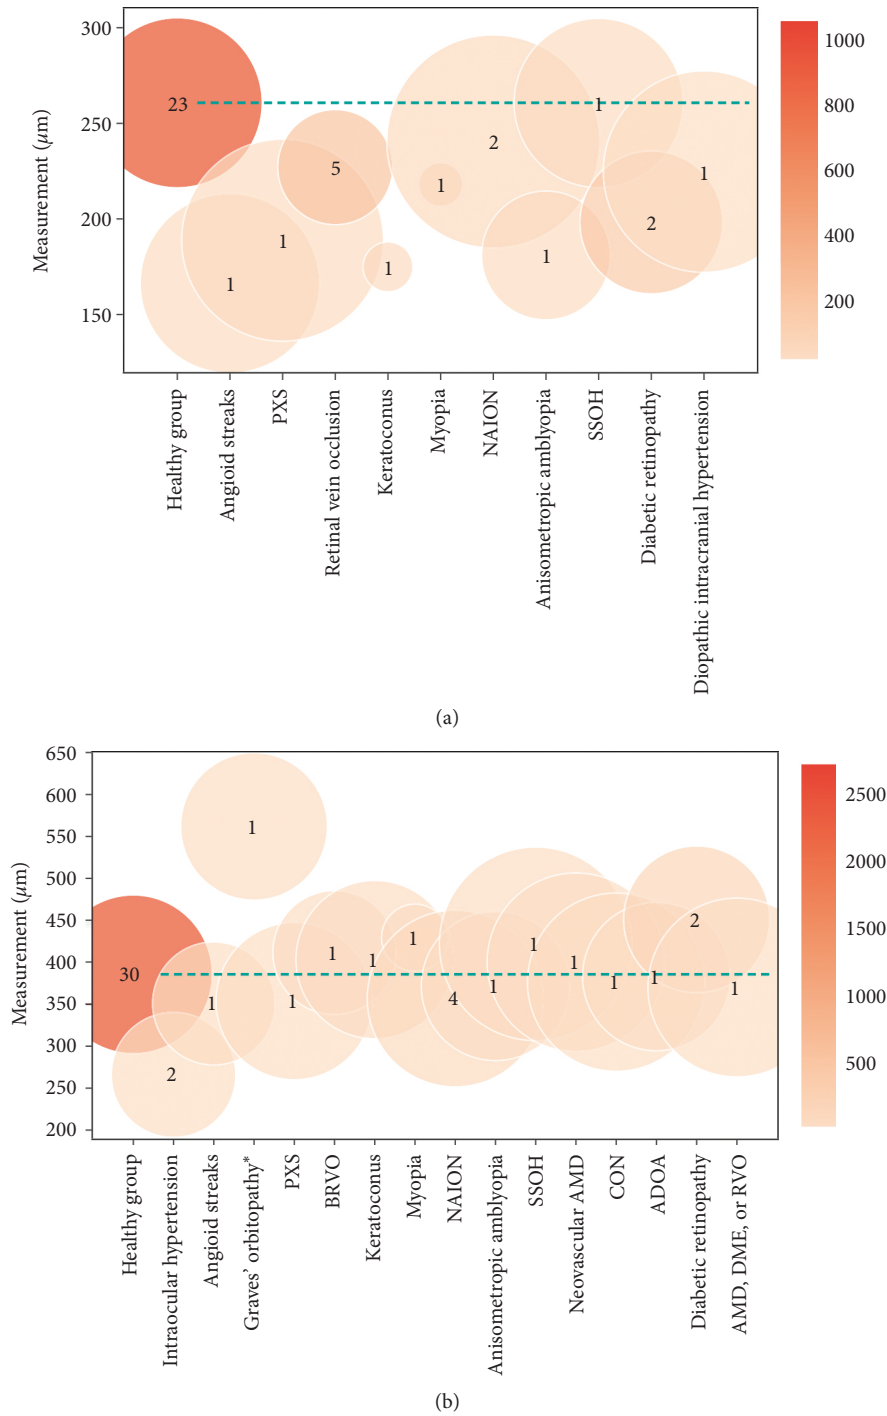 300
250
200
150
Measurement (μm)
23
1
1
5
1
1
2
1
1
2
1
1000
800
600
400
200
Healthy group
Angioid streaks
PXS
Retinal vein occlusion
Keratoconus
Myopia
NAION
Anisometropic amblyopia
SSOH
Diabetic retinopathy
Diopathic intracranial hypertension
(a)
650
600
550
500
450
400
350
300
250
200
Measurement (μm)
30
2
1
1
1
1
1
1
4
1
1
1
1
1
2
1
2500
2000
1500
1000
500
Healthy group
Intraocular hypertension
Angioid streaks
Graves’ orbitopathy*
PXS
BRVO
Keratoconus
Myopia
NAION
Anisometropic amblyopia
SSOH
Neovascular AMD
CON
ADOA
Diabetic retinopathy
AMD, DME, or RVO
(b)